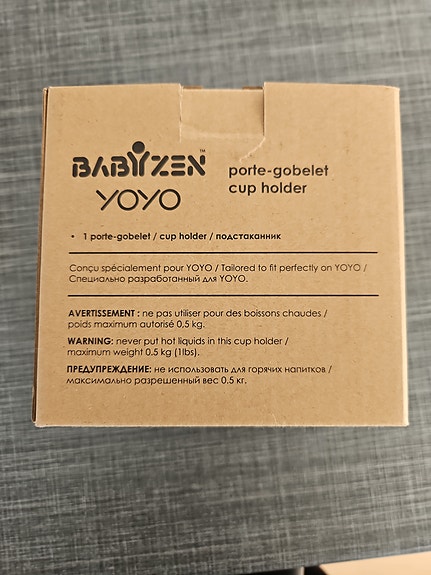 BABYZEN™
YOYO
porte-gobelet
cup holder
• 1 porte-gobelet / cup holder / подстаканник
Conçu spécialement pour YOYO / Tailored to fit perfectly on YOYO /
Специально разработанный для YOYO.
AVERTISSEMENT : ne pas utiliser pour des boissons chaudes /
poids maximum autorisé 0,5 kg.
WARNING: never put hot liquids in this cup holder /
maximum weight 0.5 kg (1lbs).
ПРЕДУПРЕЖДЕНИЕ: не использовать для горячих напитков /
максимально разрешенный вес 0.5 кг.